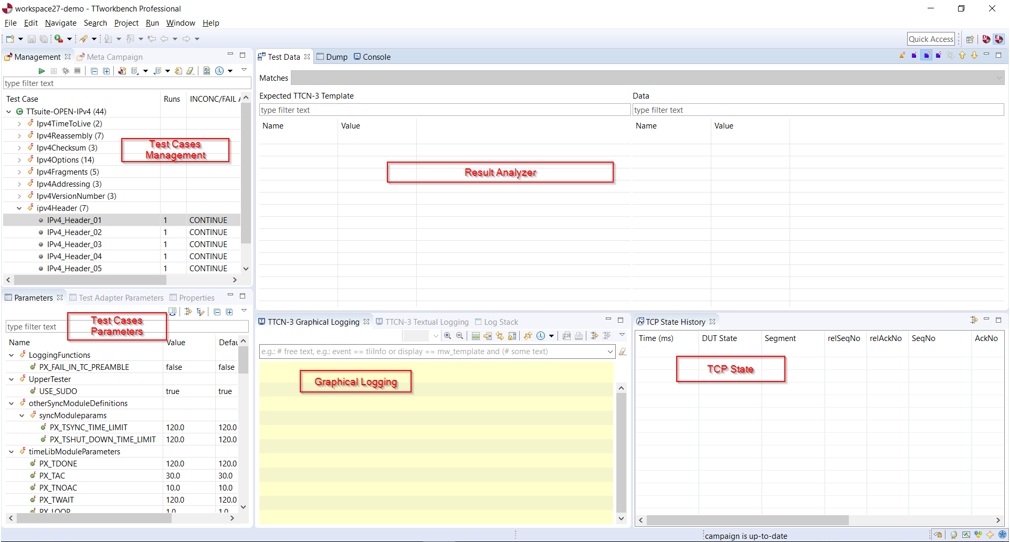 workspace27-demo - TTworkbench Professional
File Edit Navigate Search Project Run Window Help
Quick Access
Management Meta Campaign
type filter text
Test Case Runs INCONC/FAIL
TTsuite-OPEN-IPv4 (44)
Ipv4TimeToLive (2)
Ipv4Reassembly (7)
Ipv4Checksum (3)
Ipv4Options (14)
Ipv4Fragments (5)
Ipv4Addressing (3)
Ipv4VersionNumber (3)
ipv4Header (7)
IPv4_Header_01 1 CONTINUE
IPv4_Header_02 1 CONTINUE
IPv4_Header_03 1 CONTINUE
IPv4_Header_04 1 CONTINUE
IPv4_Header_05 1 CONTINUE
Test Cases
Management
Test Data Dump Console
Matches
Expected TTCN-3 Template Data
type filter text type filter text
Name Value Name Value
Result Analyzer
Parameters Test Adapter Parameters Properties
type filter text
Test Cases
Parameters
Name Value Defau
LoggingFunctions
PX_FAIL_IN_TC_PREAMBLE false false
UpperTester
USE_SUDO true true
otherSyncModuleDefinitions
syncModuleparams
PX_TSYNC_TIME_LIMIT 120.0 120.0
PX_TSHUT_DOWN_TIME_LIMIT 120.0 120.0
timeLibModuleParameters
PX_TDONE 120.0 120.0
PX_TAC 30.0 30.0
PX_TNOAC 10.0 10.0
PX_TWAIT 120.0 120.0
PX_LOOP 1.0 1.0
TTCN-3 Graphical Logging TTCN-3 Textual Logging Log Stack
e.g.: # free text, e.g.: event == tliInfo or display == mw_template and (# some text)
Graphical Logging
TCP State History
Time (ms) DUT State Segment relSeqNo relAckNo SeqNo AckNo
TCP State
campaign is up-to-date